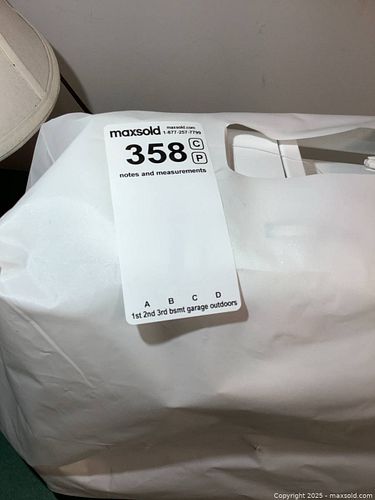 maxsold maxsold.com
1-877-257-7799
358 C
P
notes and measurements
A B C D
1st 2nd 3rd bsmt garage outdoors
Copyright 2025 - maxsold.com